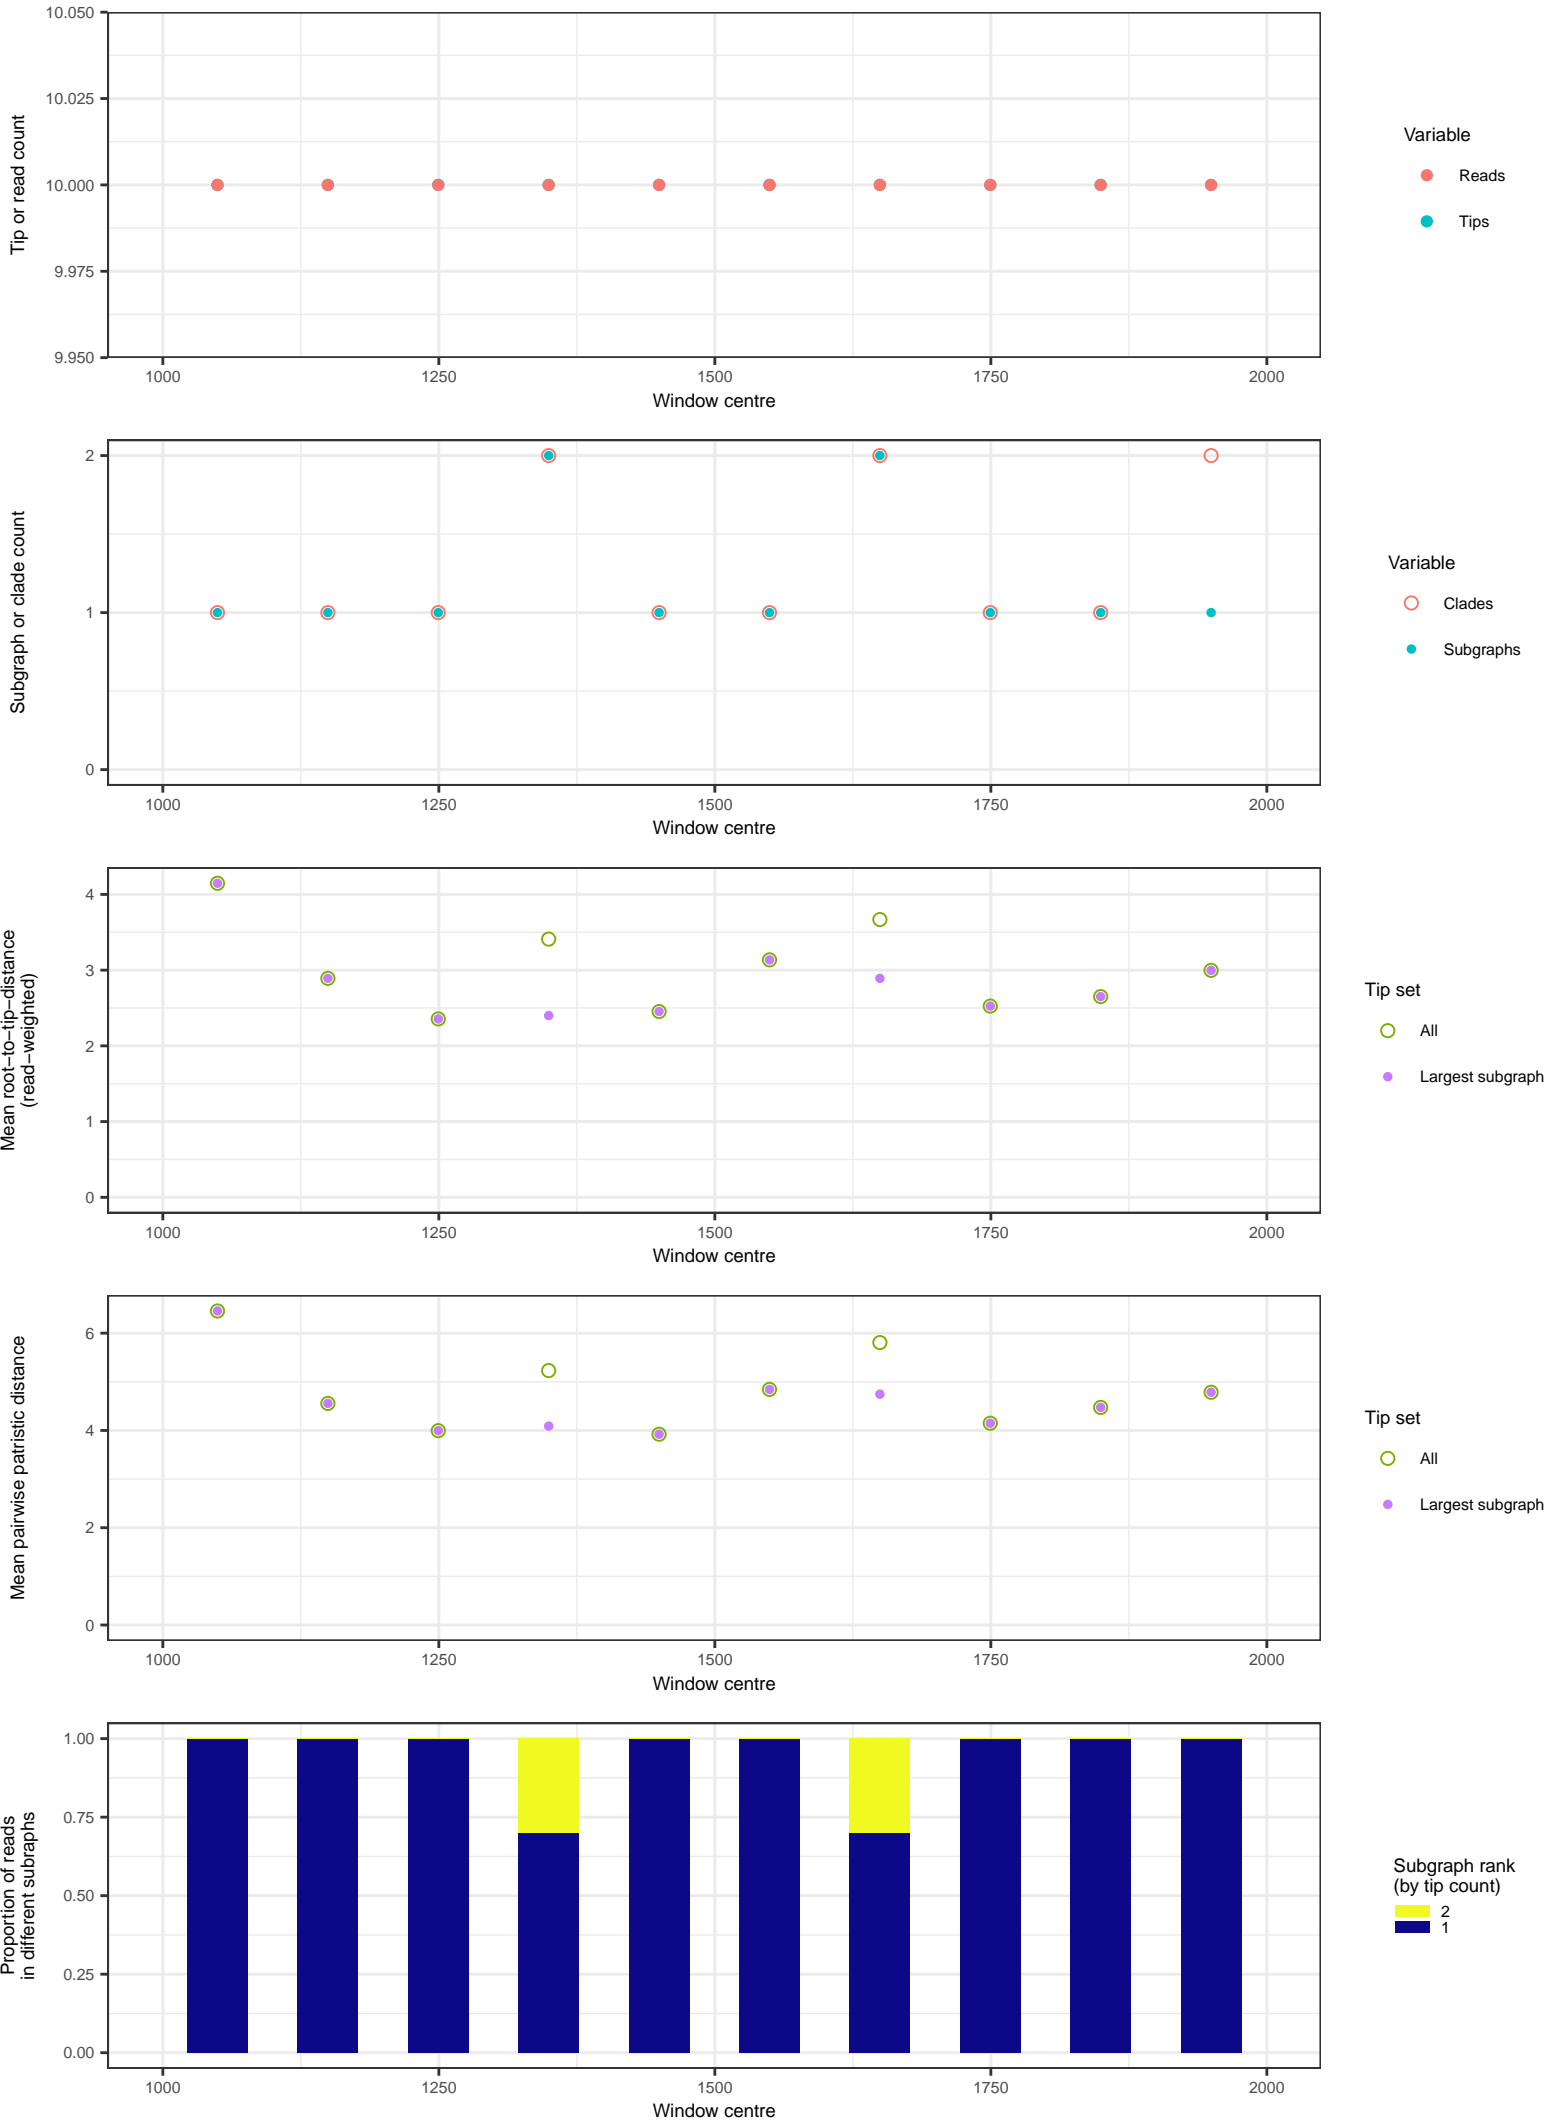 10.050
10.025
10.000
9.975
9.950
Tip or read count
1000 1250 1500 1750 2000
Window centre
Variable
Reads
Tips
2
1
0
Subgraph or clade count
1000 1250 1500 1750 2000
Window centre
Variable
Clades
Subgraphs
4
3
2
1
0
Mean root−to−tip−distance
(read−weighted)
1000 1250 1500 1750 2000
Window centre
Tip set
All
Largest subgraph
6
4
2
0
Mean pairwise patristic distance
1000 1250 1500 1750 2000
Window centre
Tip set
All
Largest subgraph
1.00
0.75
0.50
0.25
0.00
Proportion of reads
in different subraphs
1000 1250 1500 1750 2000
Window centre
Subgraph rank
(by tip count)
2
1